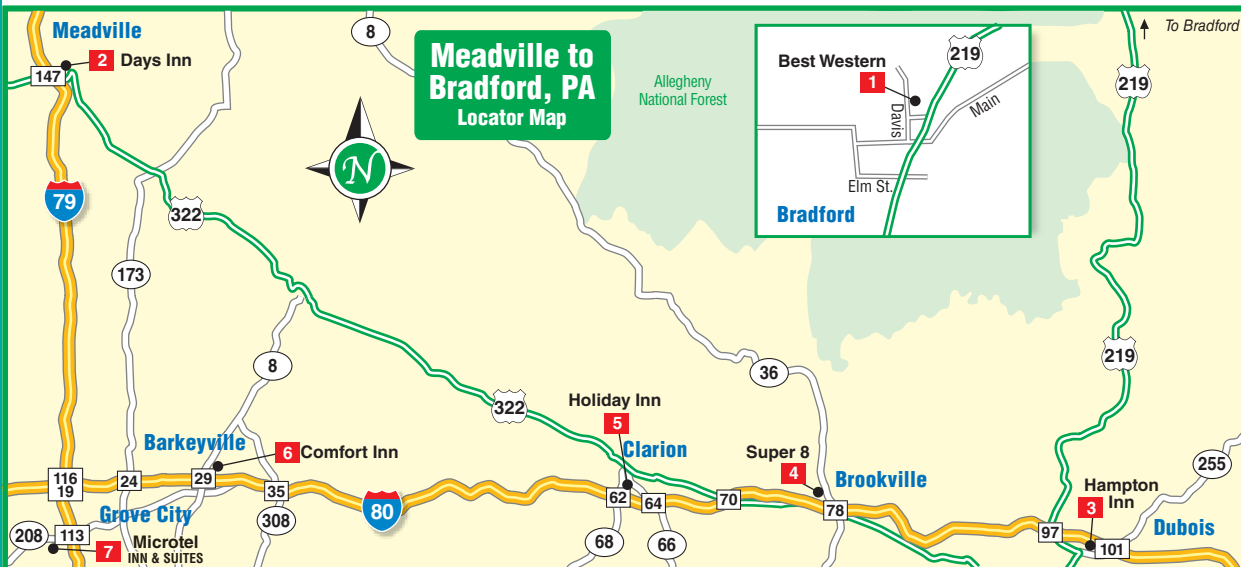 Meadville to
Bradford, PA
Locator Map
N
Meadville
2 Days Inn
147
79
322
173
8
Allegheny
National Forest
Best Western
1
Davis
Main
219
Elm St.
Bradford
To Bradford
219
219
8
322
36
Barkeyville
6 Comfort Inn
Holiday Inn
5
Clarion
Super 8
4
Brookville
116
19
24
29
35
80
62
64
70
78
97
101
255
Hampton
Inn
3
Dubois
Grove City
208
113
7 Microtel
INN & SUITES
308
68
66